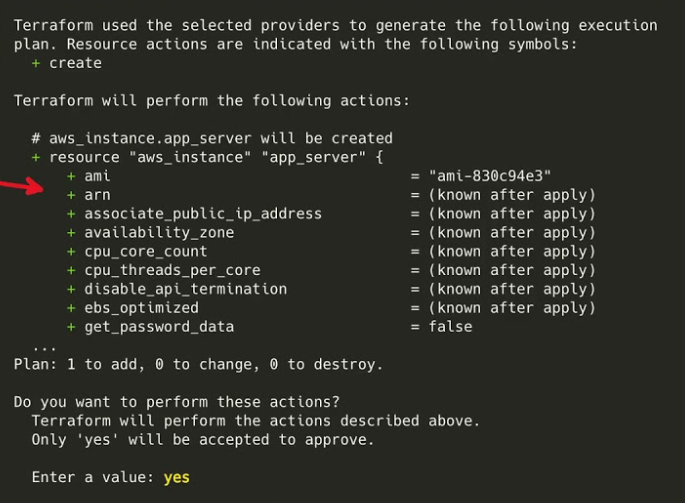 Terraform used the selected providers to generate the following execution
plan. Resource actions are indicated with the following symbols:
+ create
Terraform will perform the following actions:
# aws_instance.app_server will be created
+ resource "aws_instance" "app_server" {
+ ami = "ami-830c94e3"
+ arn = (known after apply)
+ associate_public_ip_address = (known after apply)
+ availability_zone = (known after apply)
+ cpu_core_count = (known after apply)
+ cpu_threads_per_core = (known after apply)
+ disable_api_termination = (known after apply)
+ ebs_optimized = (known after apply)
+ get_password_data = false
...
Plan: 1 to add, 0 to change, 0 to destroy.
Do you want to perform these actions?
Terraform will perform the actions described above.
Only 'yes' will be accepted to approve.
Enter a value: yes